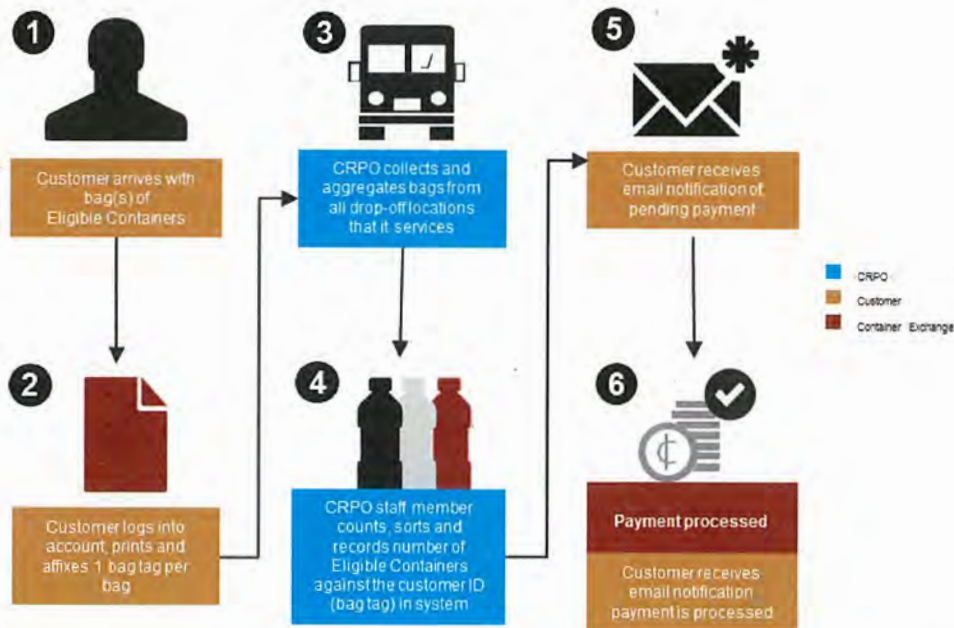 1
Customer arrives with
bag(s) of
Eligible Containers
2
Customer logs into
account, prints and
affixes 1 bag tag per
bag
3
CRPO collects and
aggregates bags from
all drop-off locations
that it services
4
CRPO staff member
counts, sorts and
records number of
Eligible Containers
against the customer ID
(bag tag) in system
5
Customer receives
email notification of
pending payment
6
¢
Payment processed
Customer receives
email notification
payment is processed
CRPO
Customer
Container Exchange